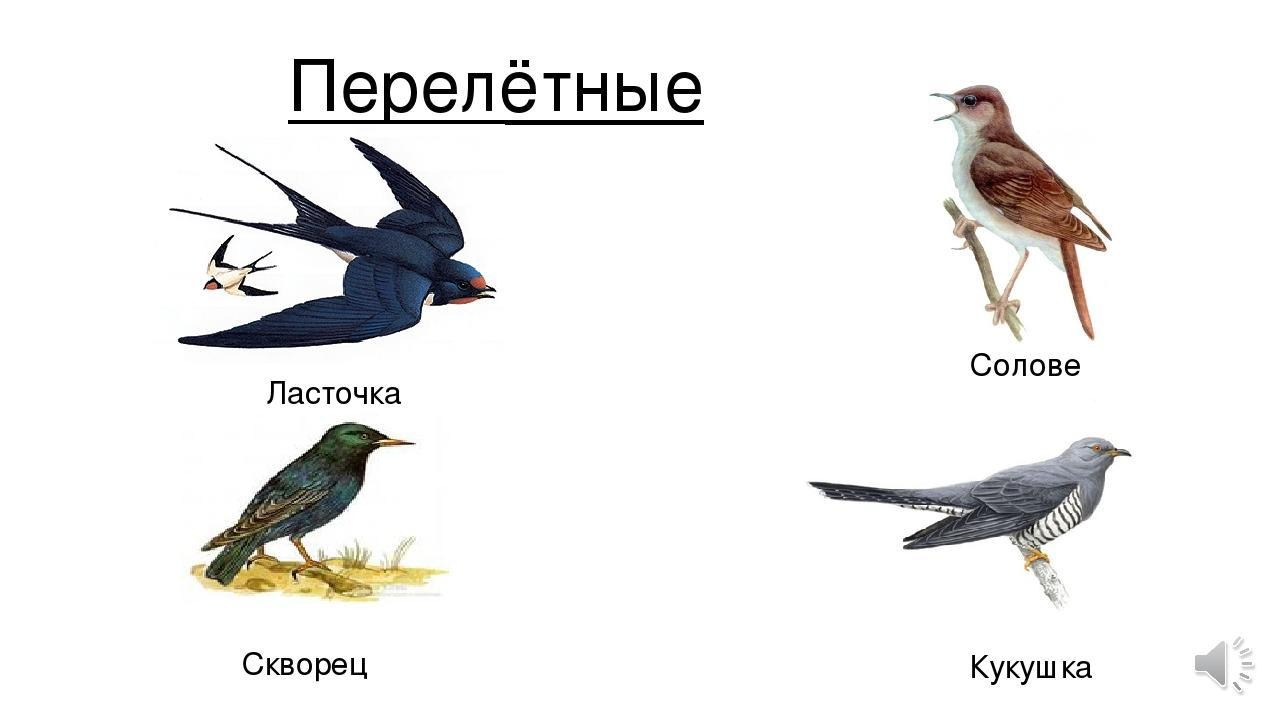 Перелётные
Ласточка
Солове
Скворец
Кукушка